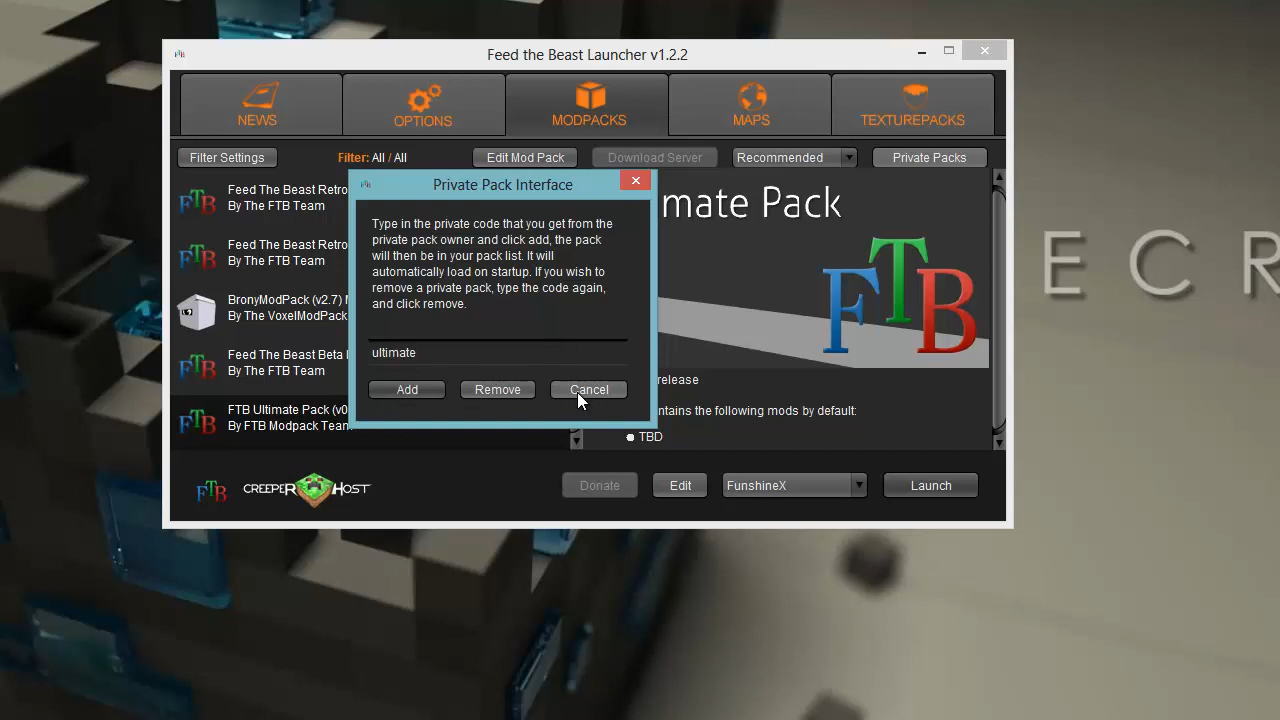 Feed the Beast Launcher v1.2.2
NEWS
OPTIONS
MODPACKS
MAPS
TEXTUREPACKS
Filter Settings
Filter: All / All
Edit Mod Pack
Download Server
Recommended
Private Packs
Feed The Beast Retro
By The FTB Team
Feed The Beast Retro
By The FTB Team
BronyModPack (v2.7)
By The VoxelModPack
Feed The Beast Beta
By The FTB Team
FTB Ultimate Pack (v0
By FTB Modpack Team
Private Pack Interface
Type in the private code that you get from the
private pack owner and click add, the pack
will then be in your pack list. It will
automatically load on startup. If you wish to
remove a private pack, type the code again,
and click remove.
ultimate
Add
Remove
Cancel
mate Pack
FTB
release
ntains the following mods by default:
TBD
FTB
CREEPER HOST
Donate
Edit
FunshineX
Launch
ECR